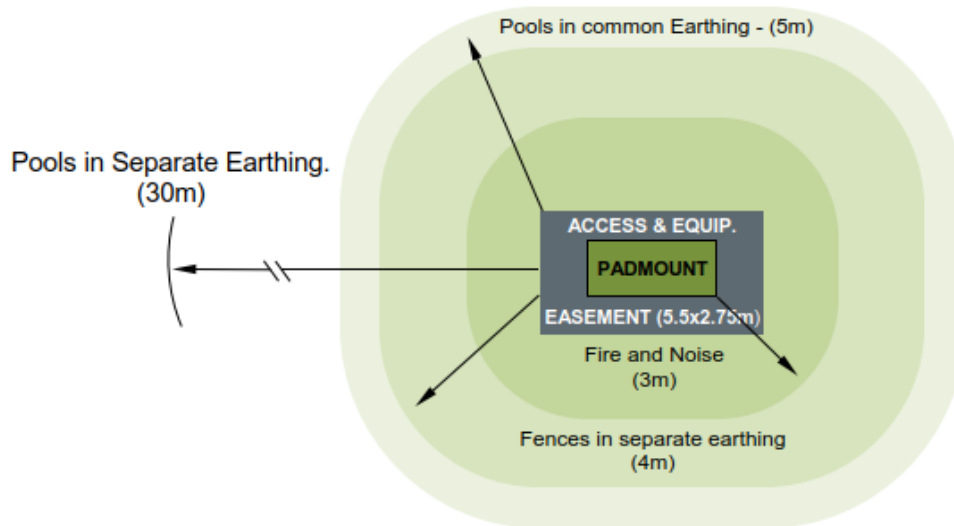 Pools in common Earthing - (5m)
Pools in Separate Earthing.
(30m)
ACCESS & EQUIP.
PADMOUNT
EASEMENT (5.5x2.75m)
Fire and Noise
(3m)
Fences in separate earthing
(4m)